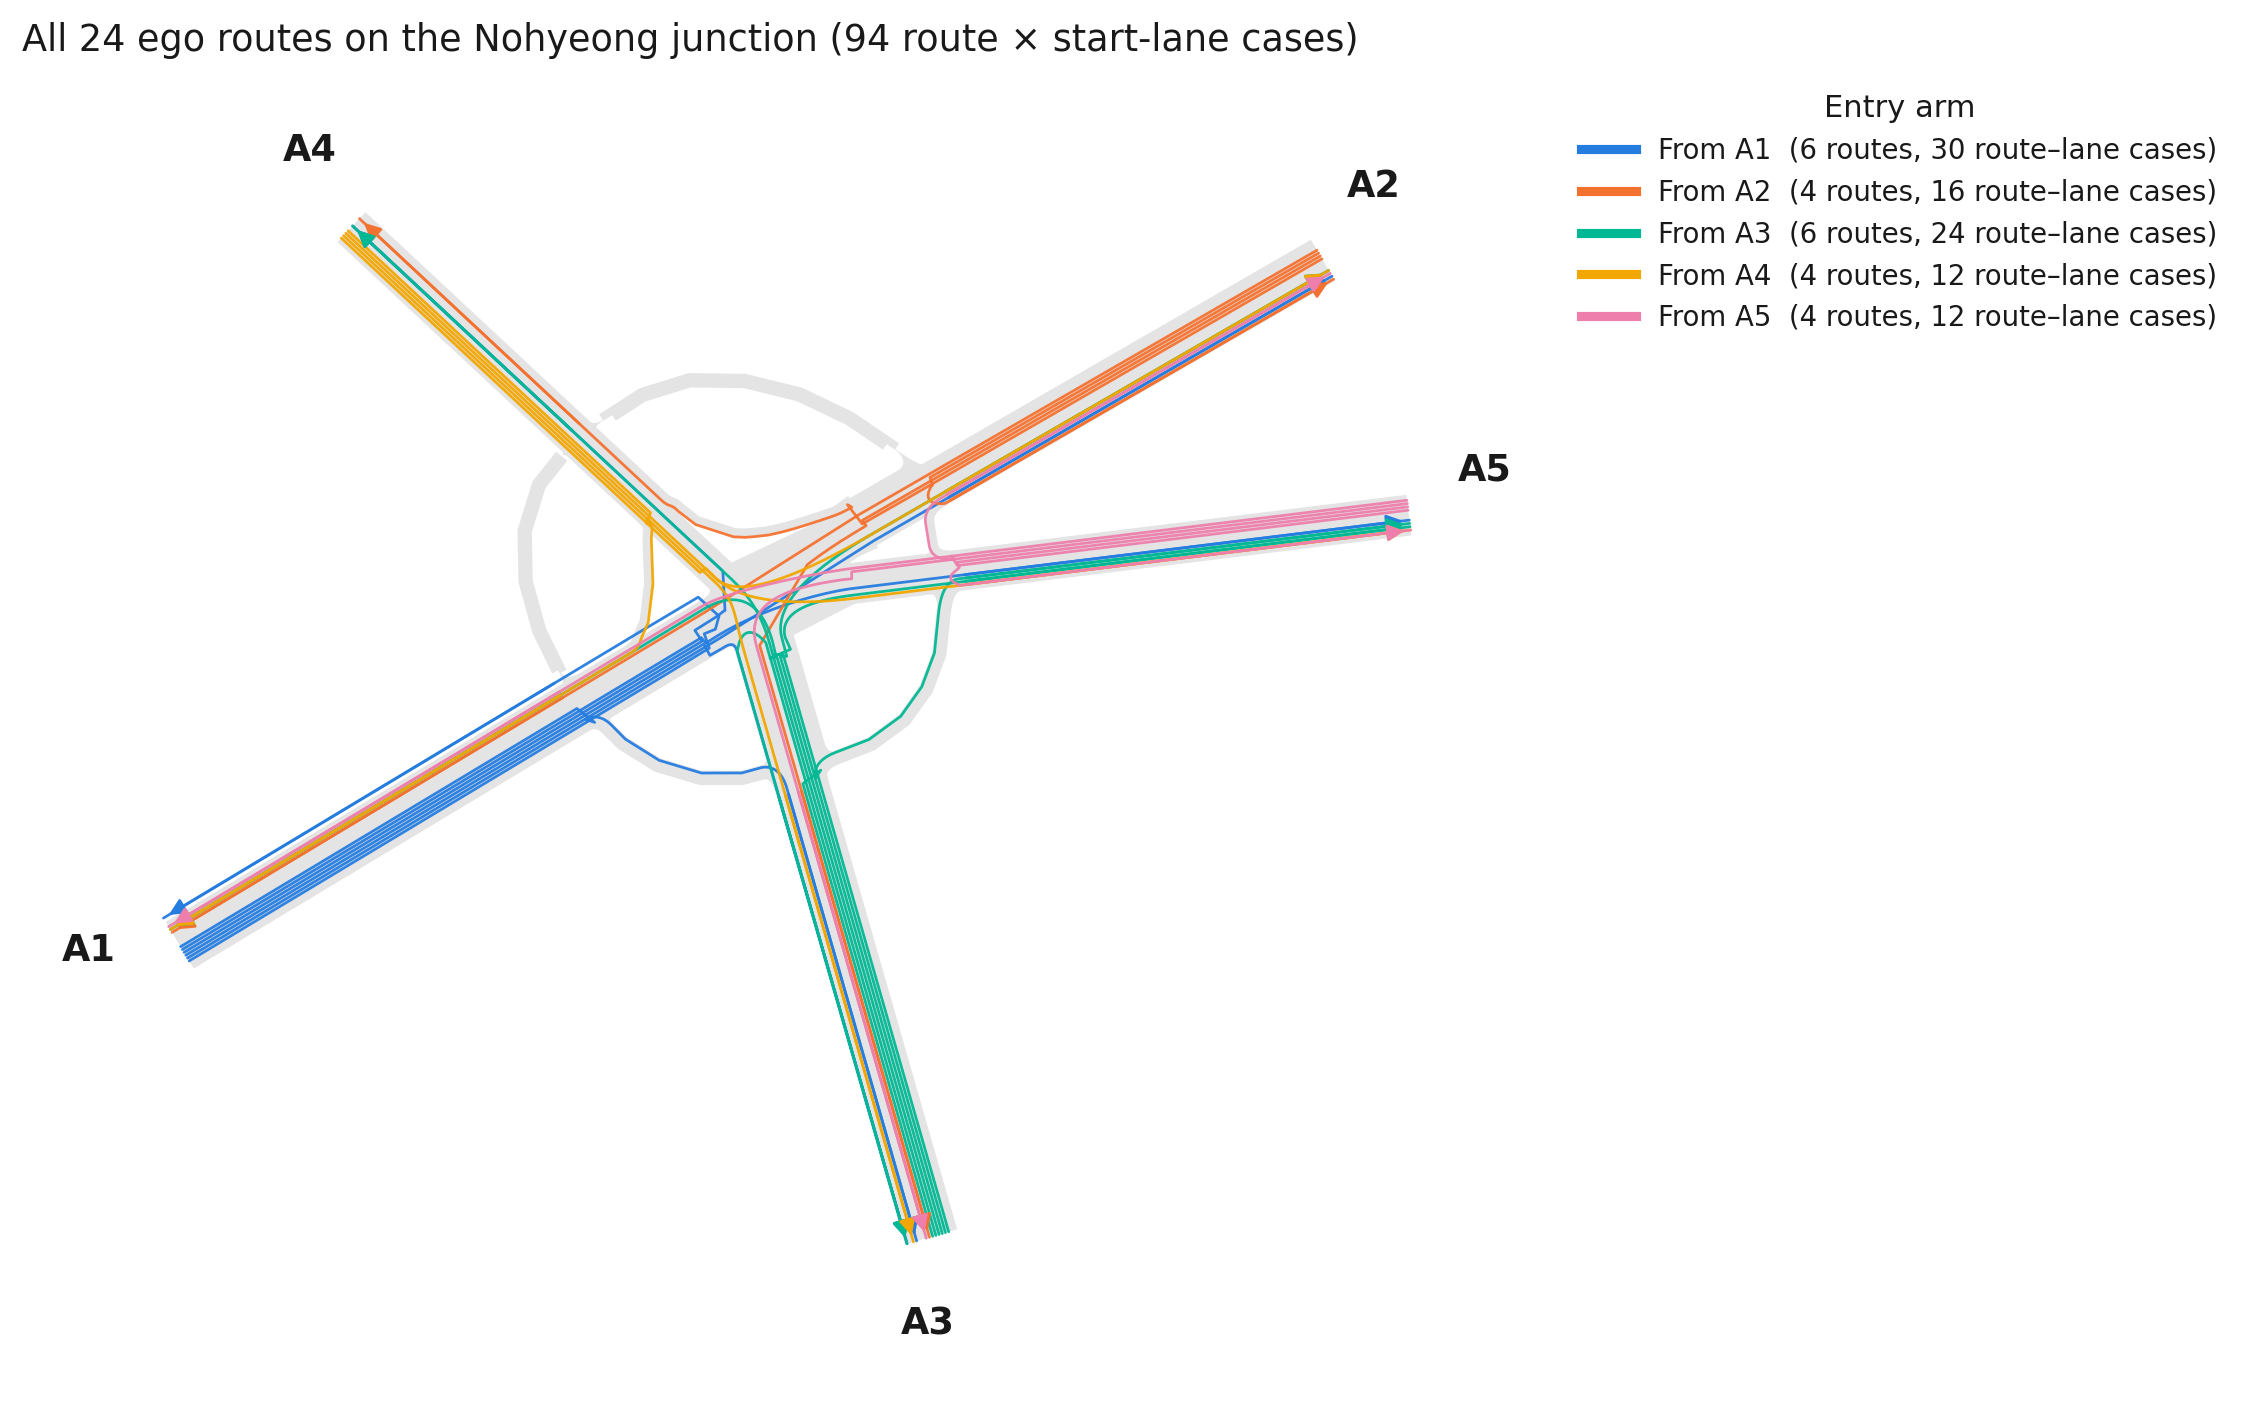 All 24 ego routes on the Nohyeong junction (94 route × start-lane cases)
Entry arm
From A1 (6 routes, 30 route–lane cases)
From A2 (4 routes, 16 route–lane cases)
From A3 (6 routes, 24 route–lane cases)
From A4 (4 routes, 12 route–lane cases)
From A5 (4 routes, 12 route–lane cases)
A4
A2
A5
A1
A3